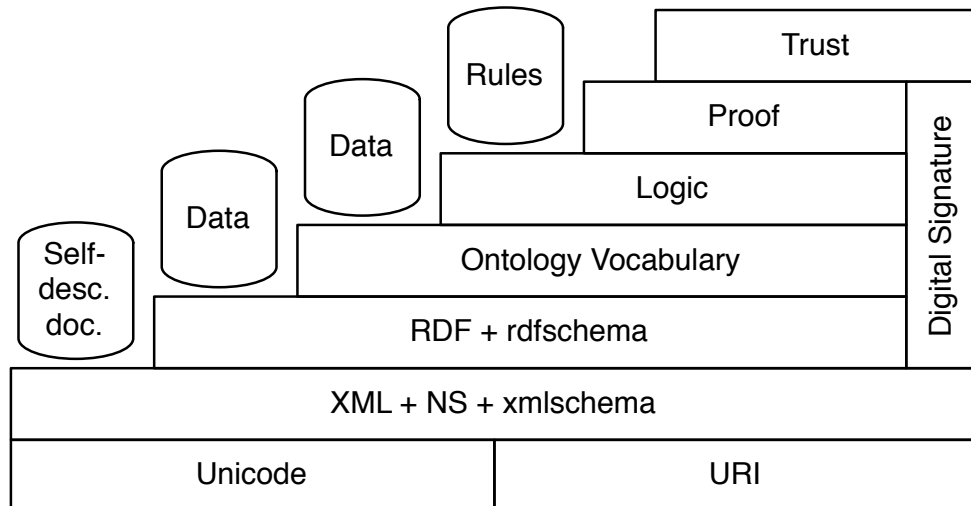 Trust
Rules
Proof
Data
Logic
Data
Ontology Vocabulary
Digital Signature
Self-
desc.
doc.
RDF + rdfschema
XML + NS + xmlschema
Unicode
URI